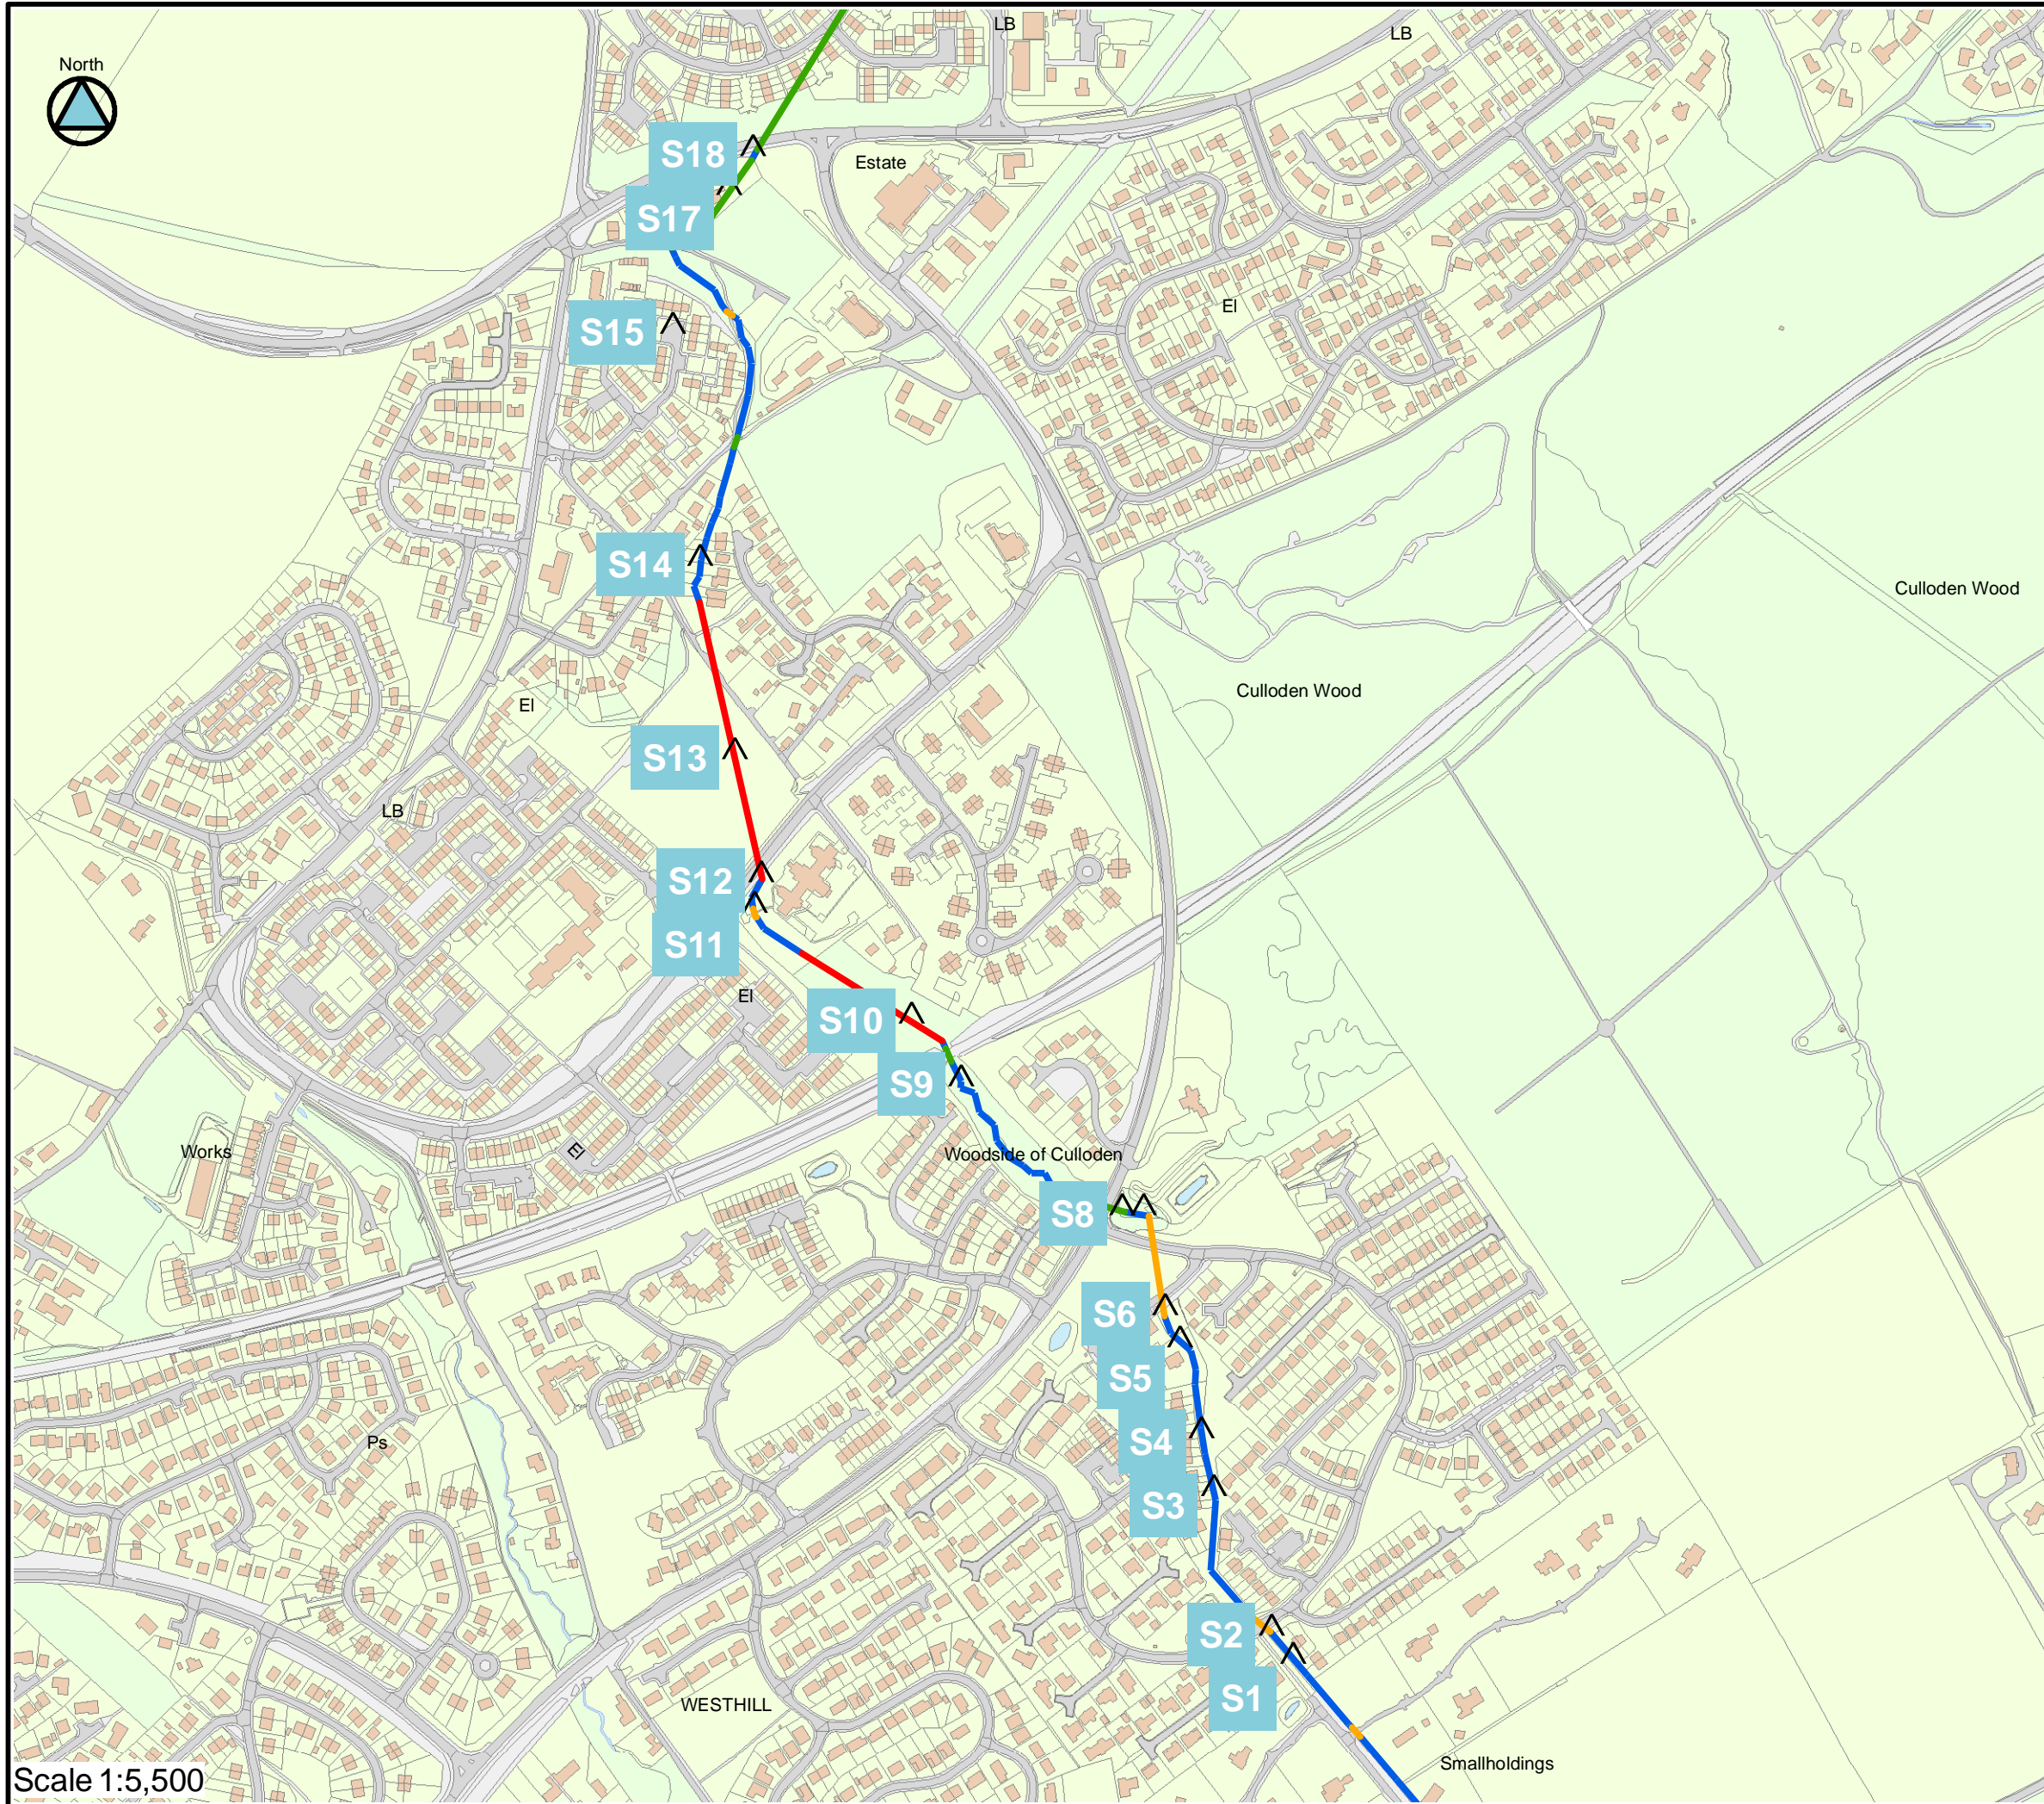 LB
LB
North
S18
Estate
S17
El
S15
S14
Culloden Wood
Culloden Wood
El
S13
LB
S12
S11
El
S10
S9
Works
El
Woodside of Culloden
S8
S6
S5
S4
Ps
S3
S2
S1
WESTHILL
Smallholdings
Scale 1:5,500